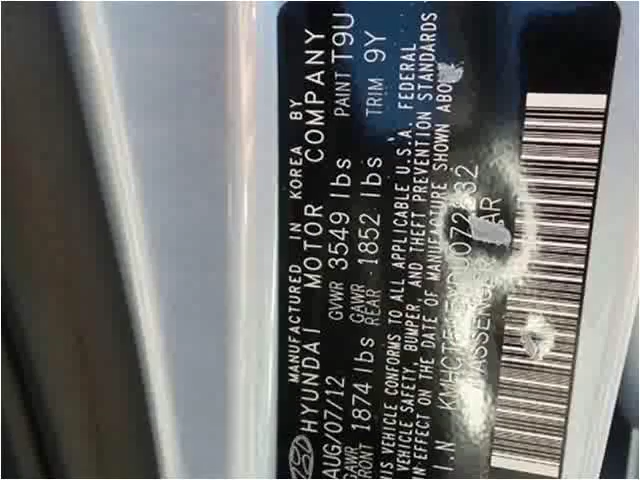 MANUFACTURED IN KOREA BY
HYUNDAI MOTOR COMPANY
AUG/07/12 GVWR 3549 lbs PAINT T9U
GAWR FRONT 1874 lbs GAWR REAR 1852 lbs TRIM 9Y
THIS VEHICLE CONFORMS TO ALL APPLICABLE U.S.A. FEDERAL
VEHICLE SAFETY, BUMPER, AND THEFT PREVENTION STANDARDS
IN EFFECT ON THE DATE OF MANUFACTURE SHOWN ABOVE
I.N
PASSENGER CAR